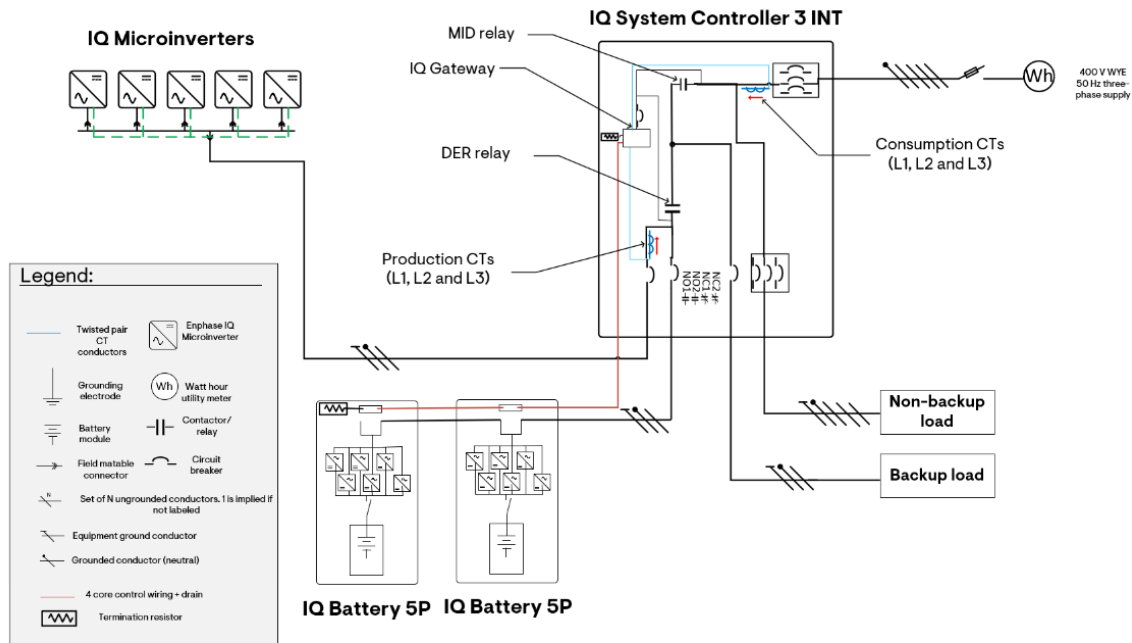 IQ System Controller 3 INT
IQ Microinverters
MID relay
IQ Gateway
DER relay
Wh
400 V WYE
50 Hz three-
phase supply
Consumption CTs
(L1, L2 and L3)
Production CTs
(L1, L2 and L3)
NO1
NO2
NC1
NC2
Legend:
Twisted pair
CT
conductors
Enphase IQ
Microinverter
Grounding
electrode
Wh
Watt hour
utility meter
Battery
module
Contactor/
relay
Field matable
connector
Circuit
breaker
N
Set of N ungrounded conductors. 1 is implied if
not labeled
Equipment ground conductor
Grounded conductor (neutral)
4 core control wiring + drain
Termination resistor
Non-backup
load
Backup load
IQ Battery 5P
IQ Battery 5P